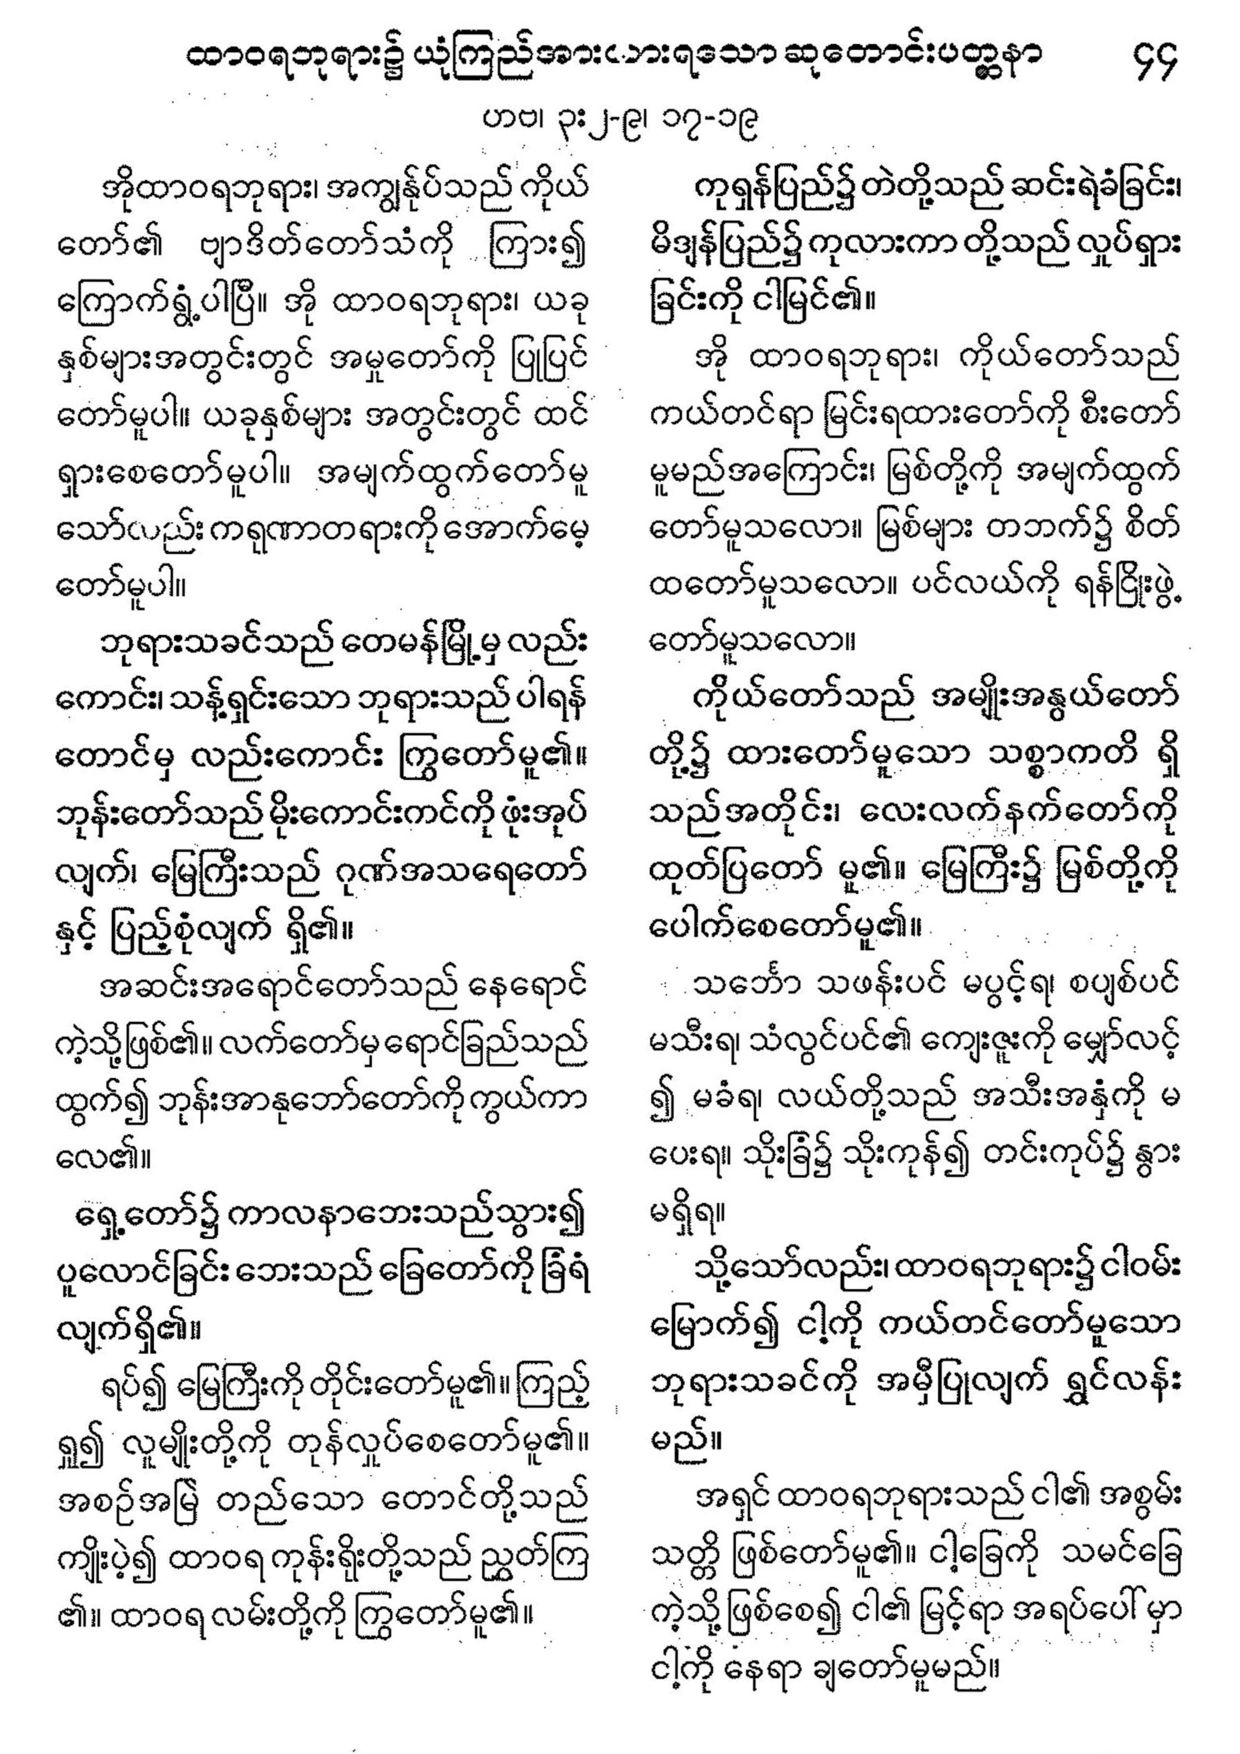 ထာဝရဘုရား၌ ယုံကြည်အားထားရသော ဆုတောင်းပတ္ထနာ ၄၄
ဟဗ၊ ၃း၂-၉၊ ၁၇-၁၉
အိုထာဝရဘုရား၊ အကျွန်ုပ်သည် ကိုယ်
တော်၏ ဗျာဒိတ်တော်သံကို ကြား၍
ကြောက်ရွံ့ပါပြီ။ အို ထာဝရဘုရား၊ ယခု
နှစ်များအတွင်းတွင် အမှုတော်ကို ပြုပြင်
တော်မူပါ။ ယခုနှစ်များ အတွင်းတွင် ထင်
ရှားစေတော်မူပါ။ အမျက်ထွက်တော်မူ
သော်လည်း ကရုဏာတရားကို အောက်မေ့
တော်မူပါ။
ဘုရားသခင်သည် တေမန်မြို့မှ လည်း
ကောင်း၊ သန့်ရှင်းသော ဘုရားသည် ပါရန်
တောင်မှ လည်းကောင်း ကြွတော်မူ၏။
ဘုန်းတော်သည် မိုးကောင်းကင်ကို ဖုံးအုပ်
လျက်၊ မြေကြီးသည် ဂုဏ်အသရေတော်
နှင့် ပြည့်စုံလျက် ရှိ၏။
အဆင်းအရောင်တော်သည် နေရောင်
ကဲ့သို့ဖြစ်၏။ လက်တော်မှ ရောင်ခြည်သည်
ထွက်၍ ဘုန်းအာနုဘော်တော်ကို ကွယ်ကာ
လေ၏။
ရှေ့တော်၌ ကာလနာဘေးသည်သွား၍
ပူလောင်ခြင်း ဘေးသည် ခြေတော်ကို ခြံရံ
လျက်ရှိ၏။
ရပ်၍ မြေကြီးကို တိုင်းတော်မူ၏။ ကြည့်
ရှု၍ လူမျိုးတို့ကို တုန်လှုပ်စေတော်မူ၏။
အစဉ်အမြဲ တည်သော တောင်တို့သည်
ကျိုးပဲ့၍ ထာဝရ ကုန်းရိုးတို့သည် ညွှတ်ကြ
၏။ ထာဝရ လမ်းတို့ကို ကြွတော်မူ၏။
ကုရှန်ပြည်၌ တဲတို့သည် ဆင်းရဲခံခြင်း၊
မိဒျန်ပြည်၌ ကုလားကာ တို့သည် လှုပ်ရှား
ခြင်းကို ငါမြင်၏။
အို ထာဝရဘုရား၊ ကိုယ်တော်သည်
ကယ်တင်ရာ မြင်းရထားတော်ကို စီးတော်
မူမည်အကြောင်း၊ မြစ်တို့ကို အမျက်ထွက်
တော်မူသလော။ မြစ်များ တဘက်၌ စိတ်
ထတော်မူသလော။ ပင်လယ်ကို ရန်ငြိုးဖွဲ့
တော်မူသလော။
ကိုယ်တော်သည် အမျိုးအနွယ်တော်
တို့၌ ထားတော်မူသော သစ္စာကတိ ရှိ
သည်အတိုင်း၊ လေးလက်နက်တော်ကို
ထုတ်ပြတော် မူ၏။ မြေကြီး၌ မြစ်တို့ကို
ပေါက်စေတော်မူ၏။
သင်္ဘော သဖန်းပင် မပွင့်ရ၊ စပျစ်ပင်
မသီးရ၊ သံလွင်ပင်၏ ကျေးဇူးကို မျှော်လင့်
၍ မခံရ၊ လယ်တို့သည် အသီးအနှံကို မ
ပေးရ။ သိုးခြံ၌ သိုးကုန်၍ တင်းကုပ်၌ နွား
မရှိရ။
သို့သော်လည်း၊ ထာဝရဘုရား၌ ငါဝမ်း
မြောက်၍ ငါ့ကို ကယ်တင်တော်မူသော
ဘုရားသခင်ကို အမှီပြုလျက် ရွှင်လန်း
မည်။
အရှင် ထာဝရဘုရားသည် ငါ၏ အစွမ်း
သတ္တိ ဖြစ်တော်မူ၏။ ငါ့ခြေကို သမင်ခြေ
ကဲ့သို့ဖြစ်စေ၍ ငါ၏ မြင့်ရာ အရပ်ပေါ်မှာ
ငါ့ကို နေရာ ချတော်မူမည်။